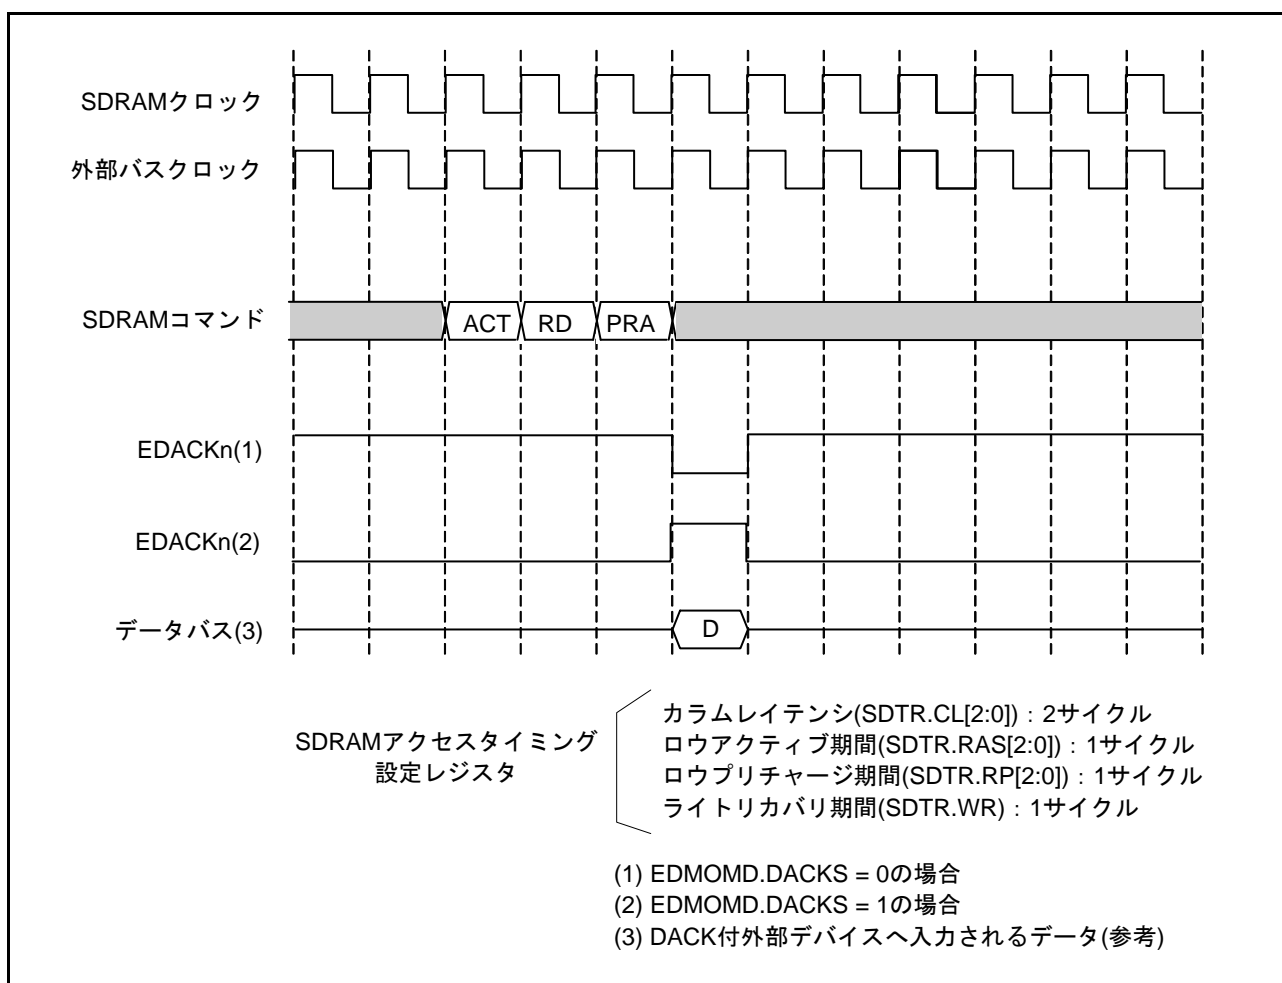 SDRAMクロック
外部バスクロック
SDRAMコマンド
ACT
RD
PRA
EDACKn(1)
EDACKn(2)
データバス(3)
D
SDRAMアクセスタイミング
設定レジスタ
カラムレイテンシ(SDTR.CL[2:0])：2サイクル
ロウアクティブ期間(SDTR.RAS[2:0])：1サイクル
ロウプリチャージ期間(SDTR.RP[2:0])：1サイクル
ライトリカバリ期間(SDTR.WR)：1サイクル
(1) EDMOMD.DACKS = 0の場合
(2) EDMOMD.DACKS = 1の場合
(3) DACK付外部デバイスへ入力されるデータ(参考)